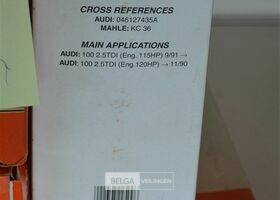 CROSS REFERENCES
AUDI: 046127435A
MAHLE: KC 36
MAIN APPLICATIONS
AUDI: 100 2.5TDI (Eng. 115HP) 9/91 →
AUDI: 100 2.5TDI (Eng.120HP) → 11/90
BELGA VEILINGEN